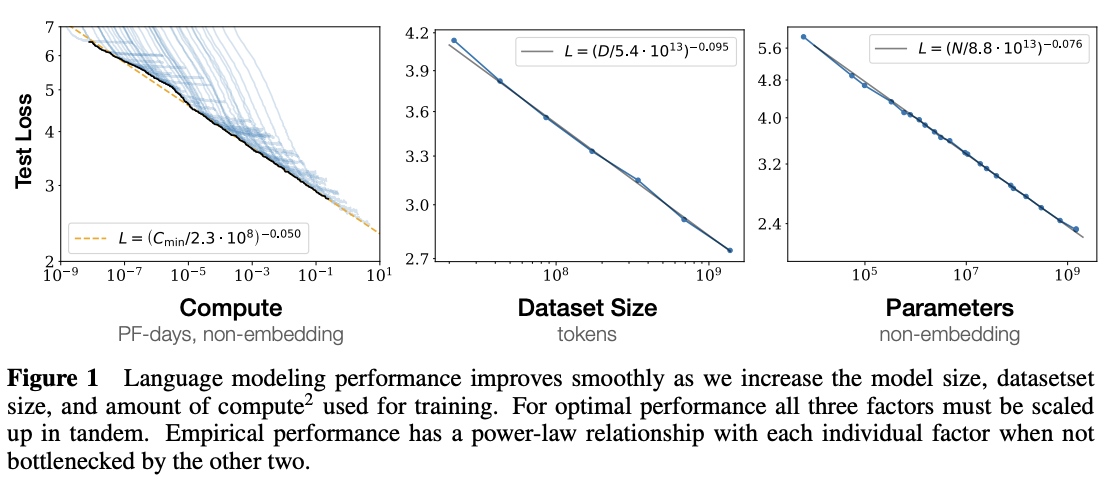 7
6
5
4
3
2
Test Loss
L = (C_min/2.3 · 10^8)^−0.050
10^−9 10^−7 10^−5 10^−3 10^−1 10^1
Compute
PF-days, non-embedding
4.2
3.9
3.6
3.3
3.0
2.7
L = (D/5.4 · 10^13)^−0.095
10^8 10^9
Dataset Size
tokens
5.6
4.8
4.0
3.2
2.4
L = (N/8.8 · 10^13)^−0.076
10^5 10^7 10^9
Parameters
non-embedding
Figure 1 Language modeling performance improves smoothly as we increase the model size, datasetset
size, and amount of compute² used for training. For optimal performance all three factors must be scaled
up in tandem. Empirical performance has a power-law relationship with each individual factor when not
bottlenecked by the other two.